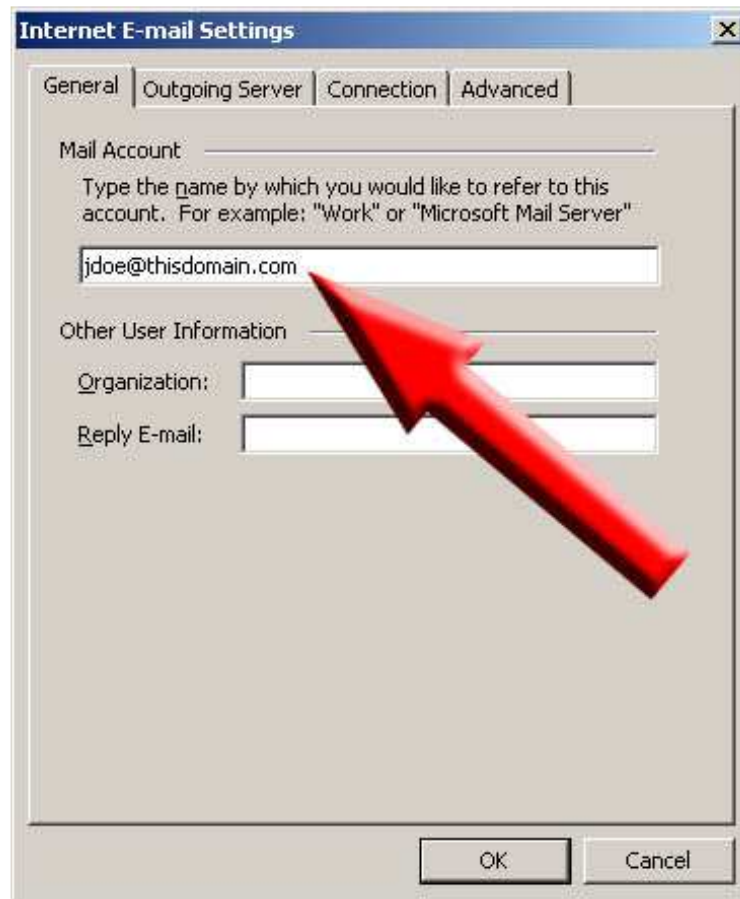 Internet E-mail Settings
General Outgoing Server Connection Advanced
Mail Account
Type the name by which you would like to refer to this
account. For example: "Work" or "Microsoft Mail Server"
jdoe@thisdomain.com
Other User Information
Organization:
Reply E-mail:
OK Cancel